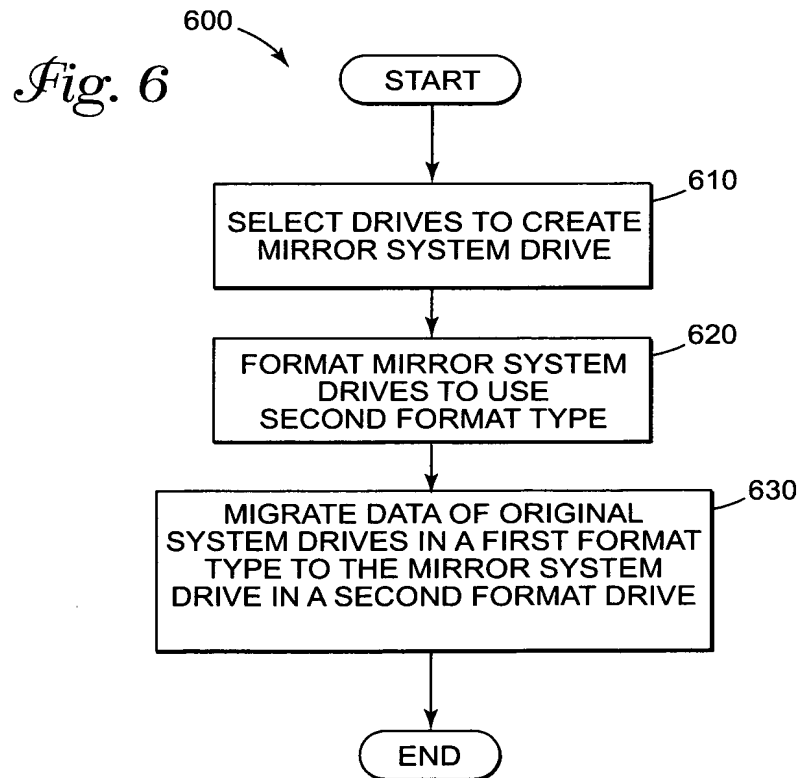 600
Fig. 6
START
610
SELECT DRIVES TO CREATE
MIRROR SYSTEM DRIVE
620
FORMAT MIRROR SYSTEM
DRIVES TO USE
SECOND FORMAT TYPE
630
MIGRATE DATA OF ORIGINAL
SYSTEM DRIVES IN A FIRST FORMAT
TYPE TO THE MIRROR SYSTEM
DRIVE IN A SECOND FORMAT DRIVE
END